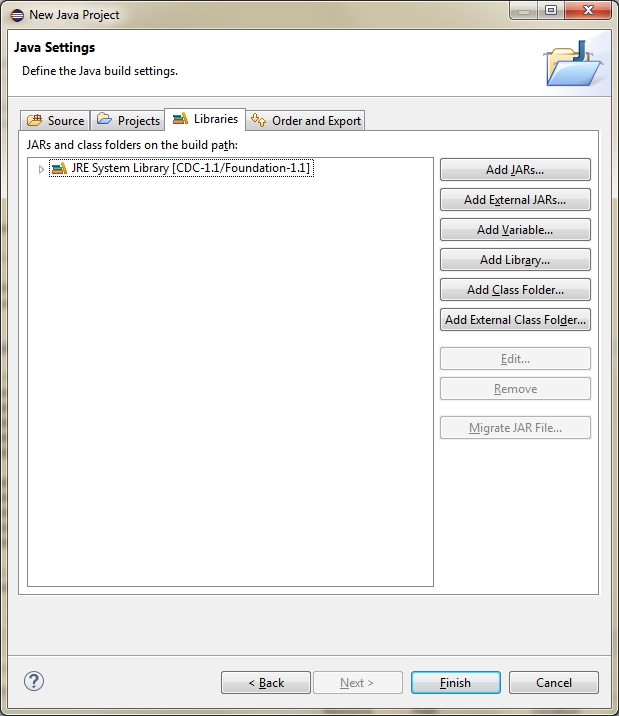 New Java Project
Java Settings
Define the Java build settings.
Source Projects Libraries Order and Export
JARs and class folders on the build path:
JRE System Library [CDC-1.1/Foundation-1.1]
Add JARs...
Add External JARs...
Add Variable...
Add Library...
Add Class Folder...
Add External Class Folder...
Edit...
Remove
Migrate JAR File...
? < Back Next > Finish Cancel